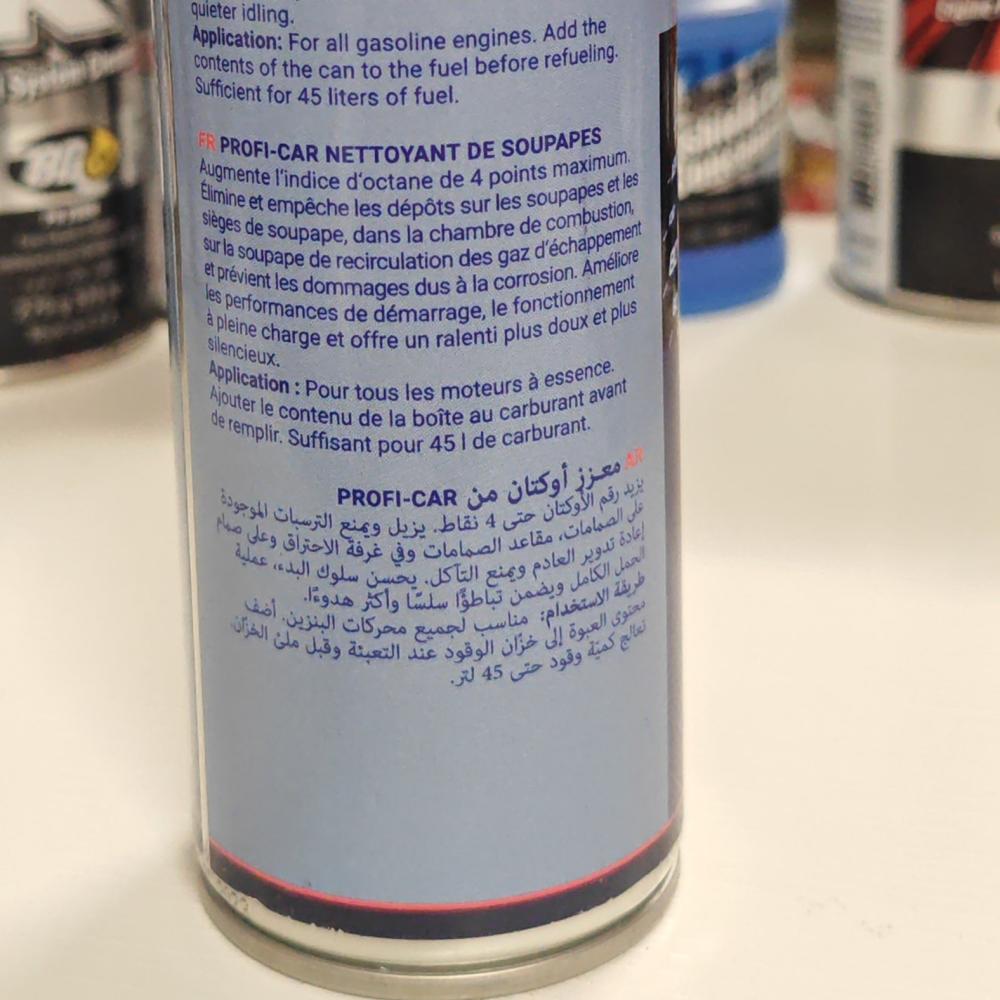 quieter idling.
Application: For all gasoline engines. Add the
contents of the can to the fuel before refueling.
Sufficient for 45 liters of fuel.
FR PROFI-CAR NETTOYANT DE SOUPAPES
Augmente l'indice d'octane de 4 points maximum.
Élimine et empêche les dépôts sur les soupapes et les
sièges de soupape, dans la chambre de combustion,
sur la soupape de recirculation des gaz d'échappement
et prévient les dommages dus à la corrosion. Améliore
les performances de démarrage, le fonctionnement
à pleine charge et offre un ralenti plus doux et plus
silencieux.
Application : Pour tous les moteurs à essence.
Ajouter le contenu de la boîte au carburant avant
de remplir. Suffisant pour 45 l de carburant.
AR معزز أوكتان من PROFI-CAR
يزيد رقم الأوكتان حتى 4 نقاط. يزيل ويمنع الترسبات الموجودة
على الصمامات، مقاعد الصمامات وفي غرفة الاحتراق وعلى صمام
إعادة تدوير العادم ويمنع التآكل. يحسن سلوك البدء، عملية
الحمل الكامل ويضمن تباطؤًا سلسًا وأكثر هدوءًا.
طريقة الاستخدام: مناسب لجميع محركات البنزين. أضف
محتوى العبوة إلى خزّان الوقود عند التعبئة وقبل ملئ الخزّان.
تعالج كميّة وقود حتى 45 لتر.
BG